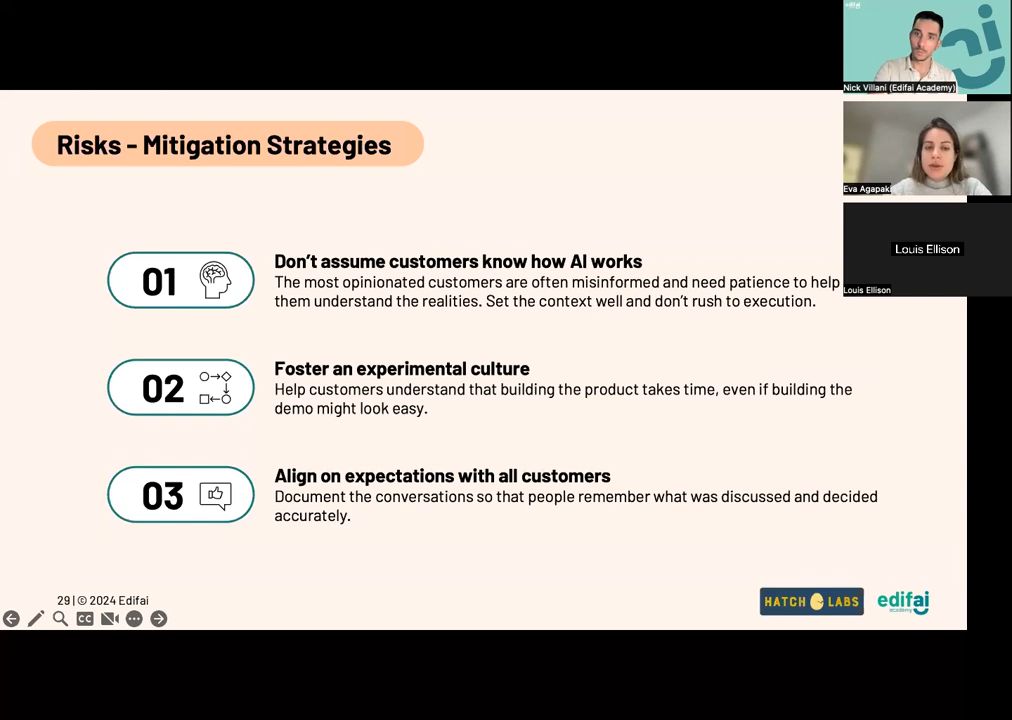 edifai
Nick Villani (Edifai Academy)
Risks - Mitigation Strategies
Eva Agapaki
Louis Ellison
Louis Ellison
01
Don't assume customers know how AI works
The most opinionated customers are often misinformed and need patience to help
them understand the realities. Set the context well and don't rush to execution.
02
Foster an experimental culture
Help customers understand that building the product takes time, even if building the
demo might look easy.
03
Align on expectations with all customers
Document the conversations so that people remember what was discussed and decided
accurately.
29 | © 2024 Edifai
CC
HATCH LABS
edifai
academy